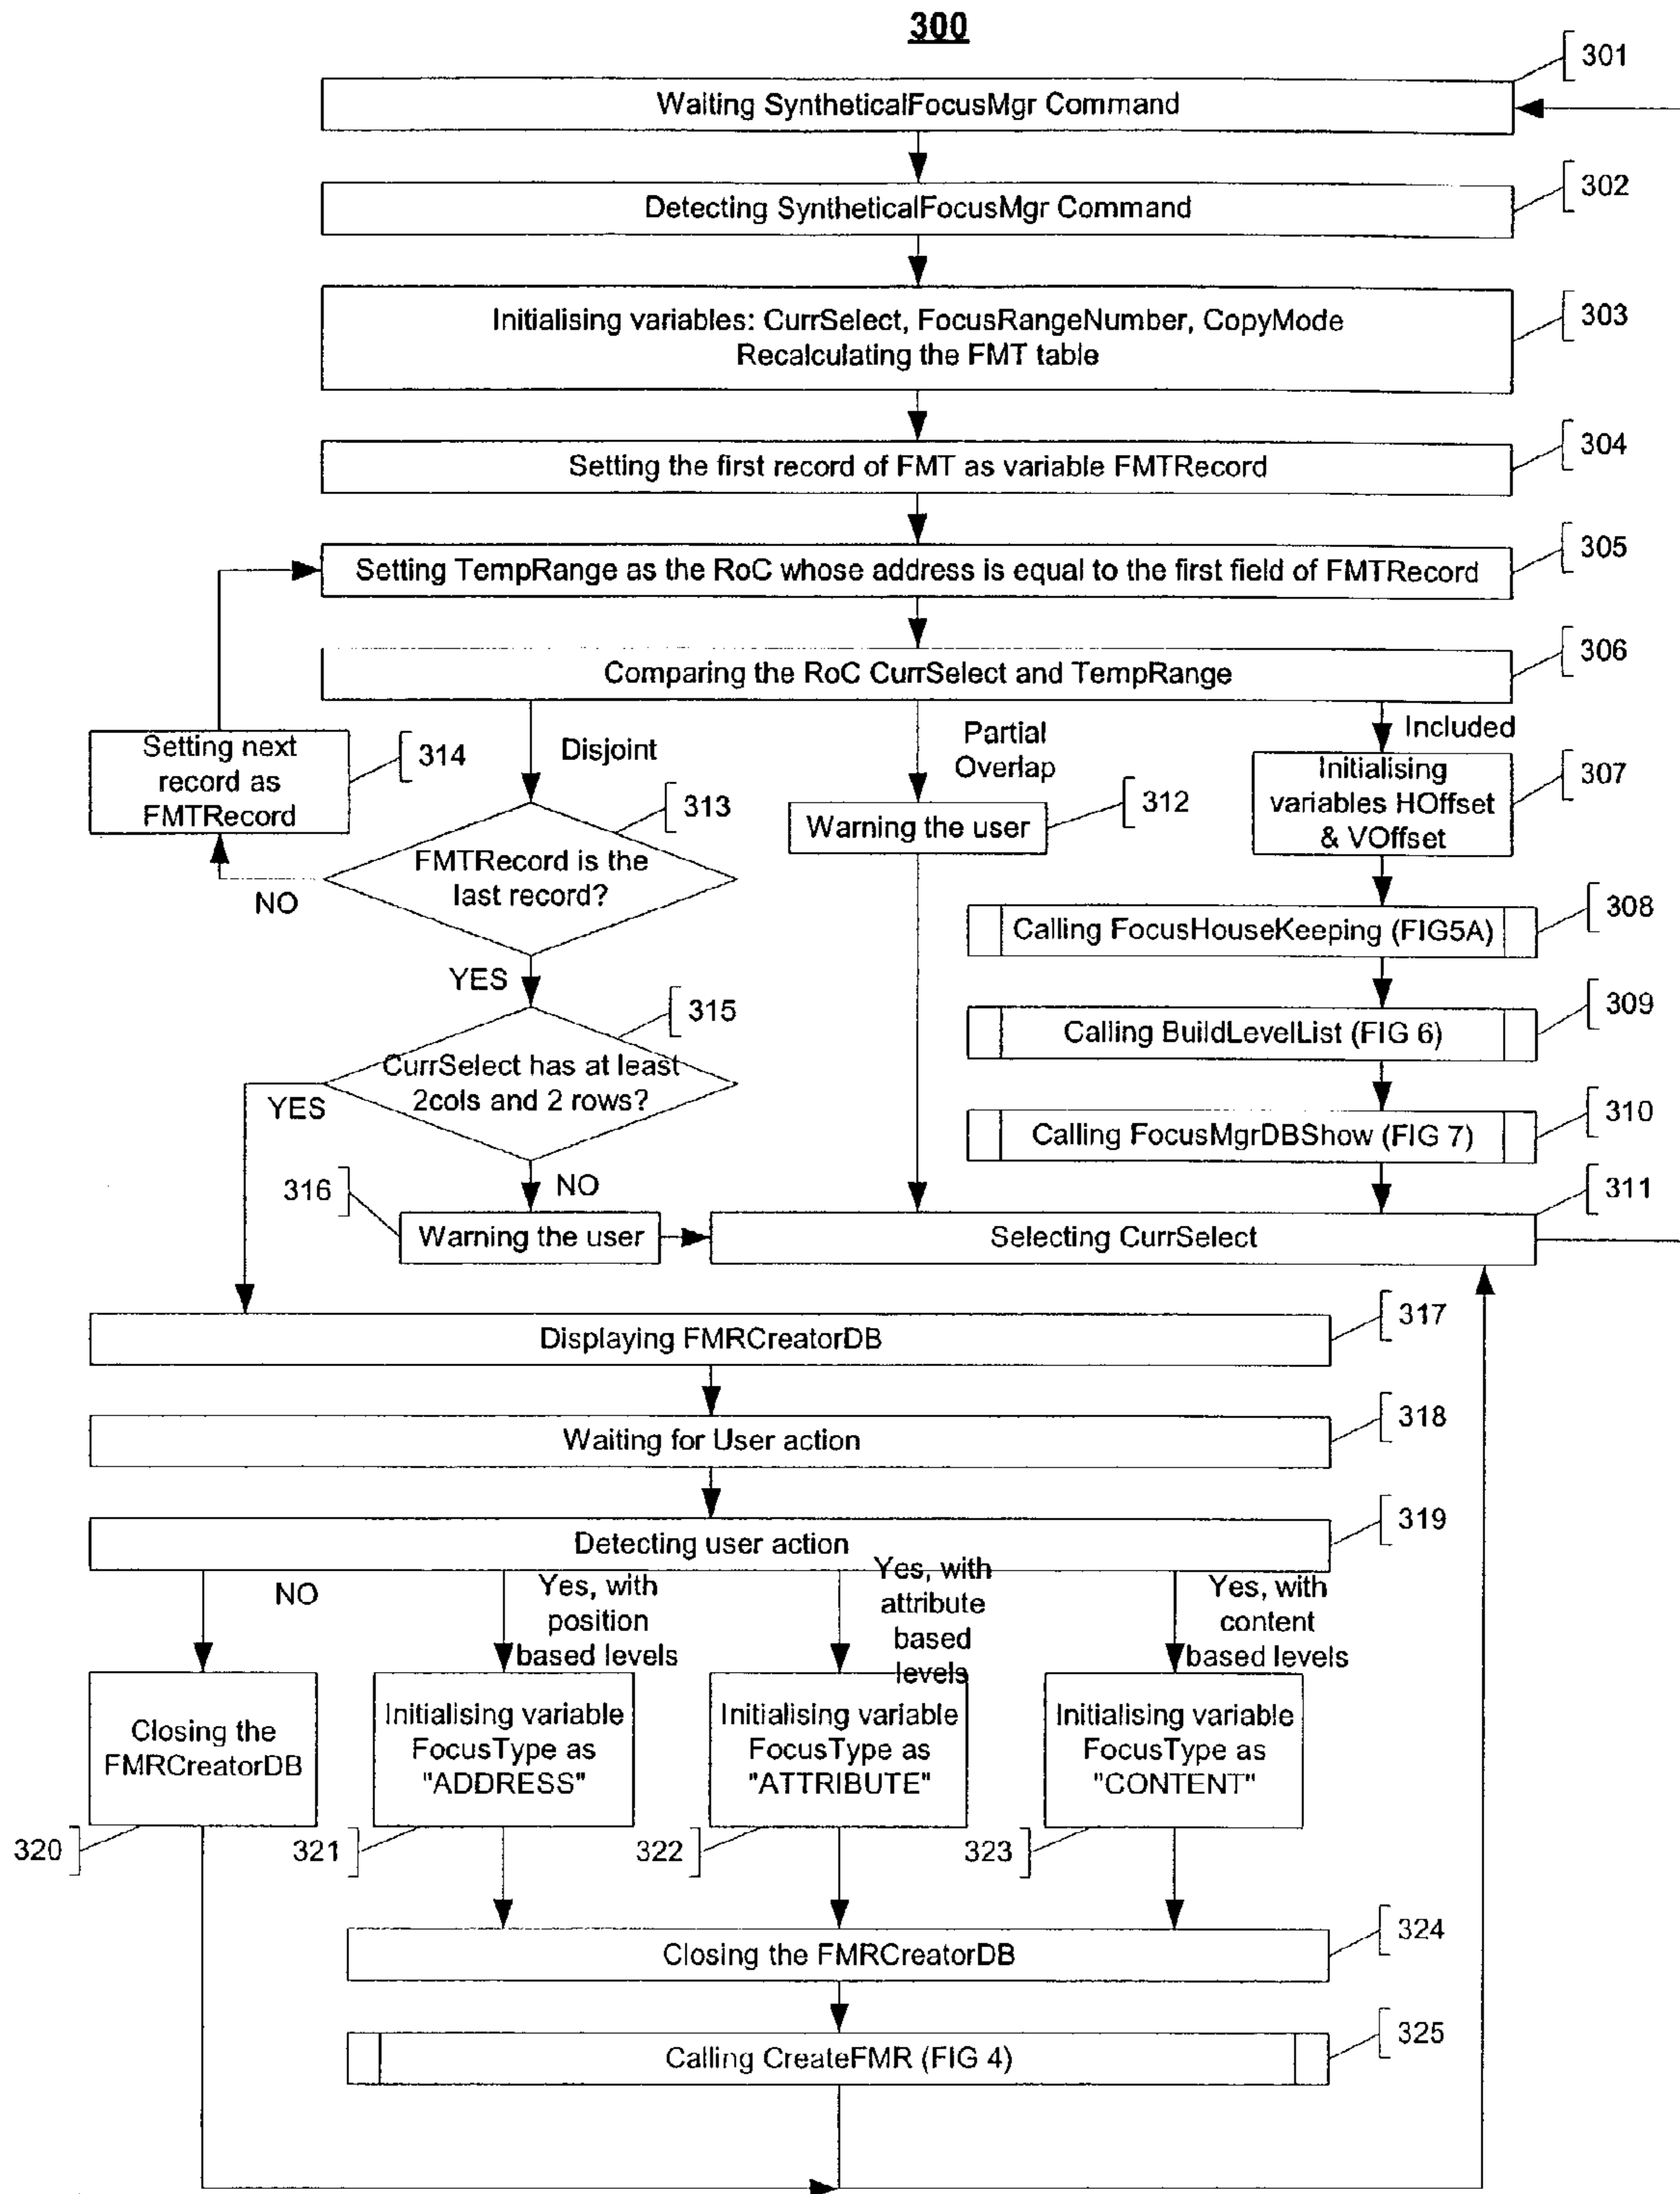 300
301
Waiting SyntheticalFocusMgr Command
302
Detecting SyntheticalFocusMgr Command
303
Initialising variables: CurrSelect, FocusRangeNumber, CopyMode
Recalculating the FMT table
304
Setting the first record of FMT as variable FMTRecord
305
Setting TempRange as the RoC whose address is equal to the first field of FMTRecord
306
Comparing the RoC CurrSelect and TempRange
Setting next
record as
FMTRecord
314
Disjoint
Partial
Overlap
Included
Initialising
variables HOffset
& VOffset
307
313
FMTRecord is the
last record?
NO
YES
312
Warning the user
308
Calling FocusHouseKeeping (FIG5A)
309
Calling BuildLevelList (FIG 6)
315
CurrSelect has at least
2cols and 2 rows?
YES
NO
310
Calling FocusMgrDBShow (FIG 7)
316
Warning the user
311
Selecting CurrSelect
317
Displaying FMRCreatorDB
318
Waiting for User action
319
Detecting user action
NO
Yes, with
position
based levels
Yes, with
attribute
based
levels
Yes, with
content
based levels
Closing the
FMRCreatorDB
Initialising variable
FocusType as
"ADDRESS"
Initialising variable
FocusType as
"ATTRIBUTE"
Initialising variable
FocusType as
"CONTENT"
320
321
322
323
324
Closing the FMRCreatorDB
325
Calling CreateFMR (FIG 4)